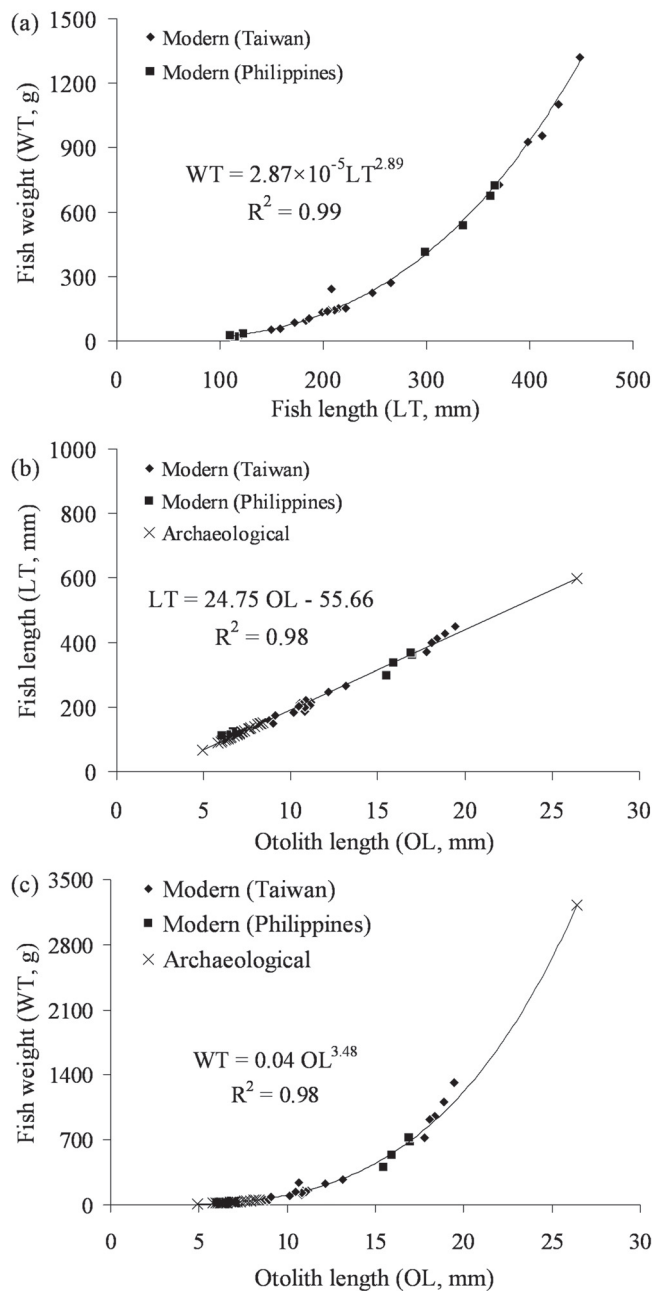 (a)
1500
1200
900
600
300
0
Fish weight (WT, g)
Modern (Taiwan)
Modern (Philippines)
WT = 2.87×10⁻⁵LT²·⁸⁹
R² = 0.99
0 100 200 300 400 500
Fish length (LT, mm)
(b)
1000
800
600
400
200
0
Fish length (LT, mm)
Modern (Taiwan)
Modern (Philippines)
Archaeological
LT = 24.75 OL - 55.66
R² = 0.98
0 5 10 15 20 25 30
Otolith length (OL, mm)
(c)
3500
2800
2100
1400
700
0
Fish weight (WT, g)
Modern (Taiwan)
Modern (Philippines)
Archaeological
WT = 0.04 OL³·⁴⁸
R² = 0.98
0 5 10 15 20 25 30
Otolith length (OL, mm)